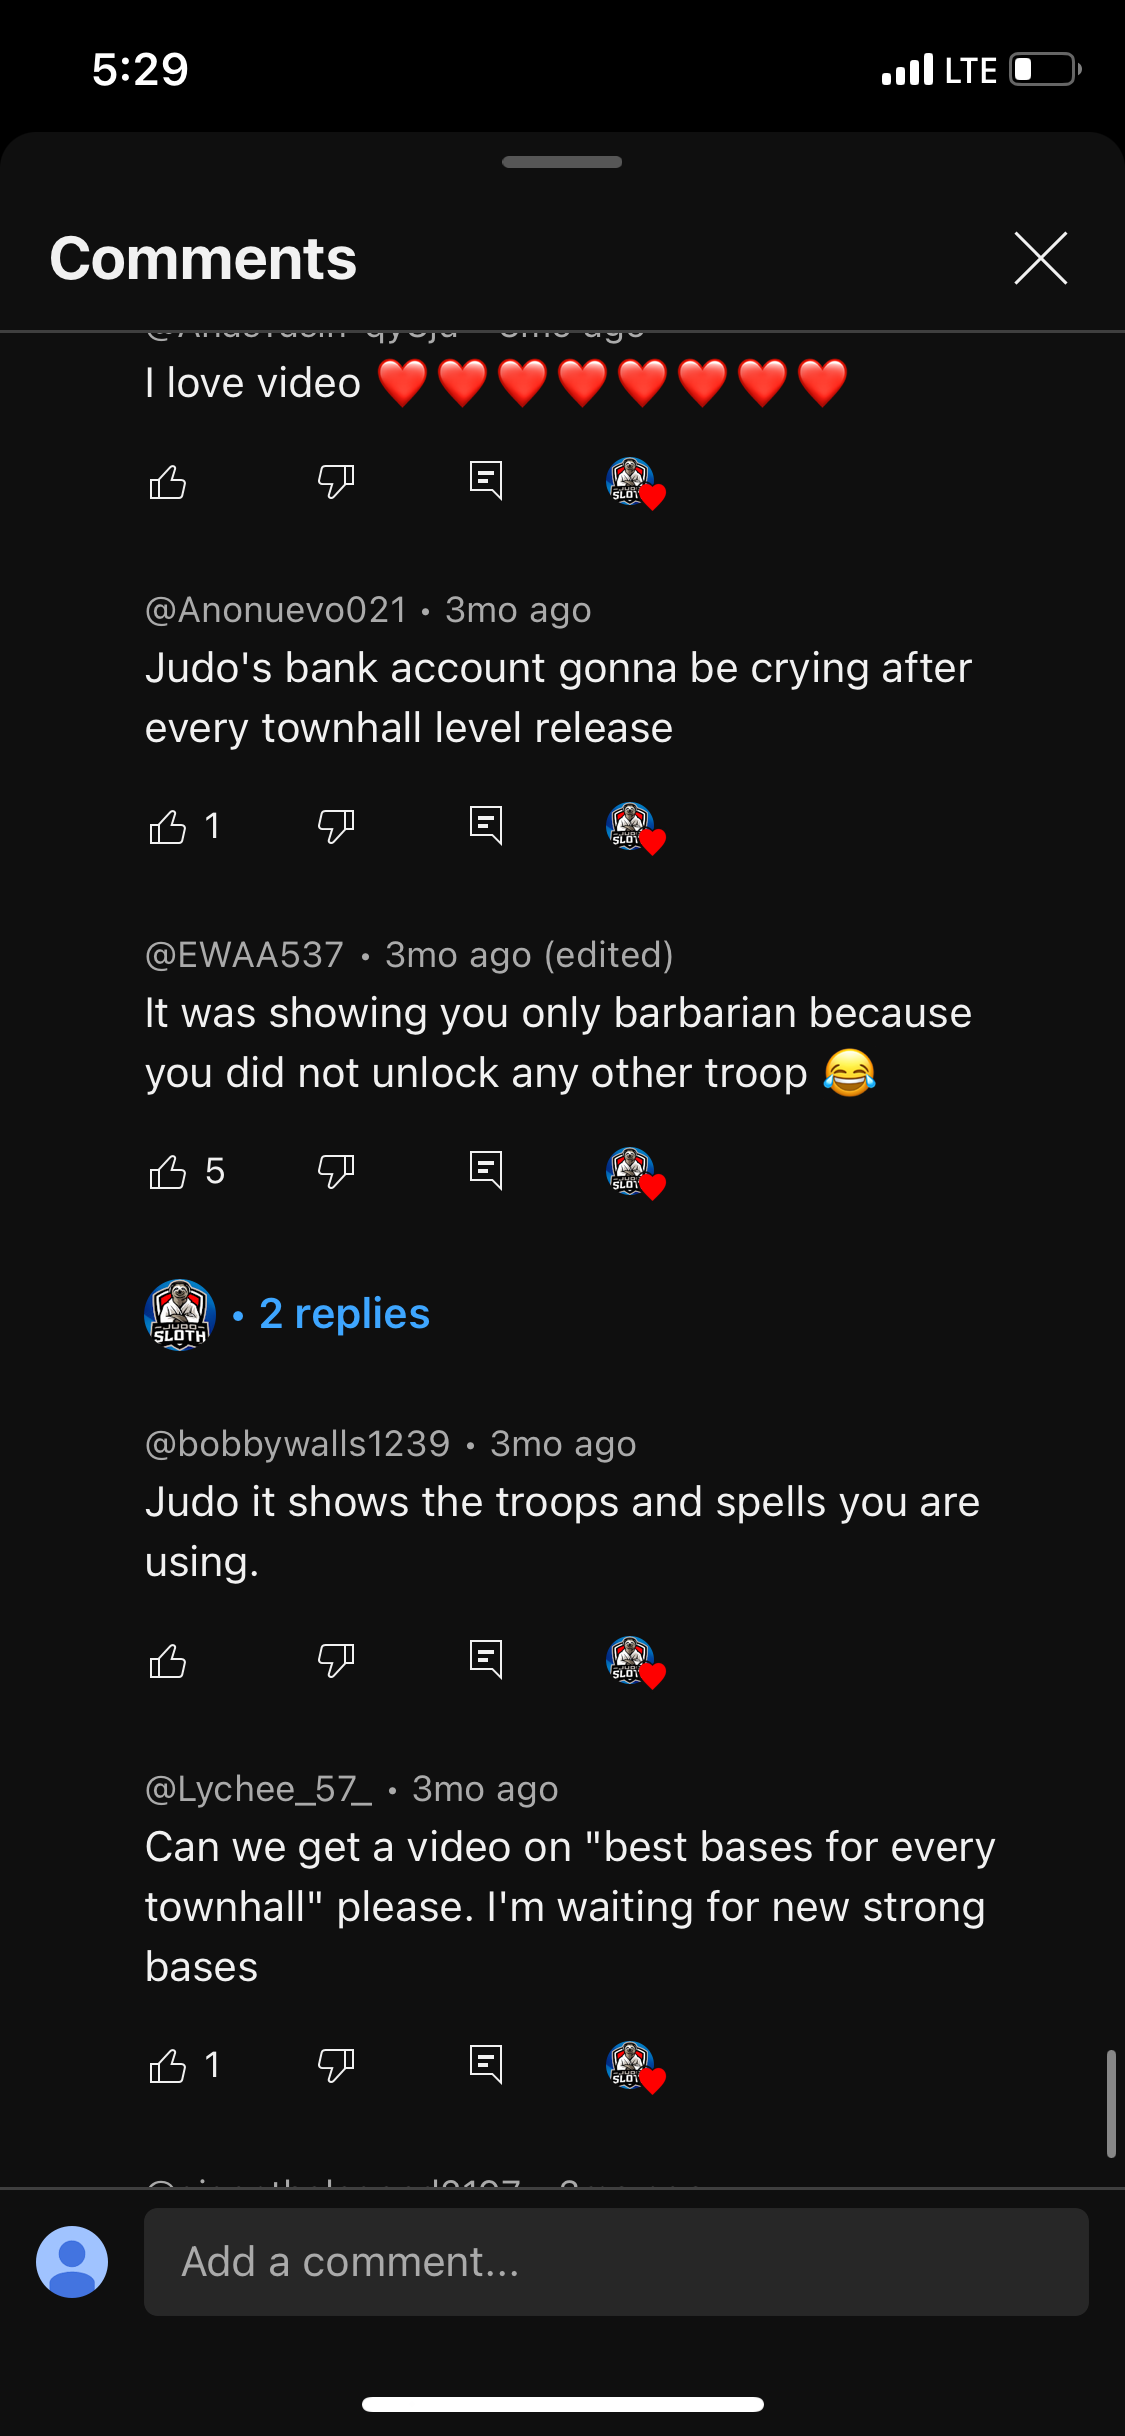 5:29
LTE
Comments
I love video ❤️❤️❤️❤️❤️❤️❤️❤️
@Anonuevo021 • 3mo ago
Judo's bank account gonna be crying after
every townhall level release
1
@EWAA537 • 3mo ago (edited)
It was showing you only barbarian because
you did not unlock any other troop 😂
5
JUDO
SLOTH
• 2 replies
@bobbywalls1239 • 3mo ago
Judo it shows the troops and spells you are
using.
@Lychee_57_ • 3mo ago
Can we get a video on "best bases for every
townhall" please. I'm waiting for new strong
bases
1
Add a comment...